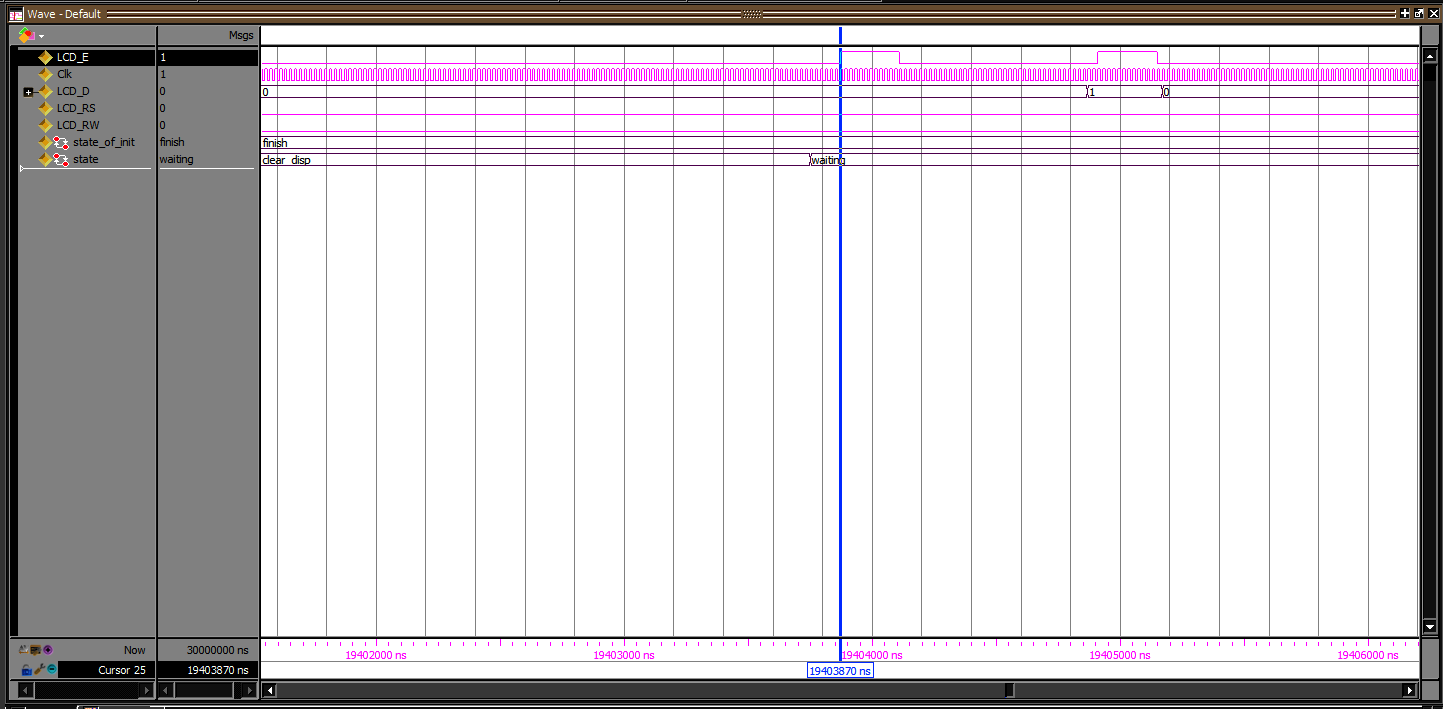 Wave - Default
Msgs
LCD_E 1
Clk 1
LCD_D 0 0 1 0
LCD_RS 0
LCD_RW 0
state_of_init finish finish
state waiting clear_disp waiting
Now 30000000 ns 19402000 ns 19403000 ns 19404000 ns 19405000 ns 19406000 ns
Cursor 25 19403870 ns 19403870 ns